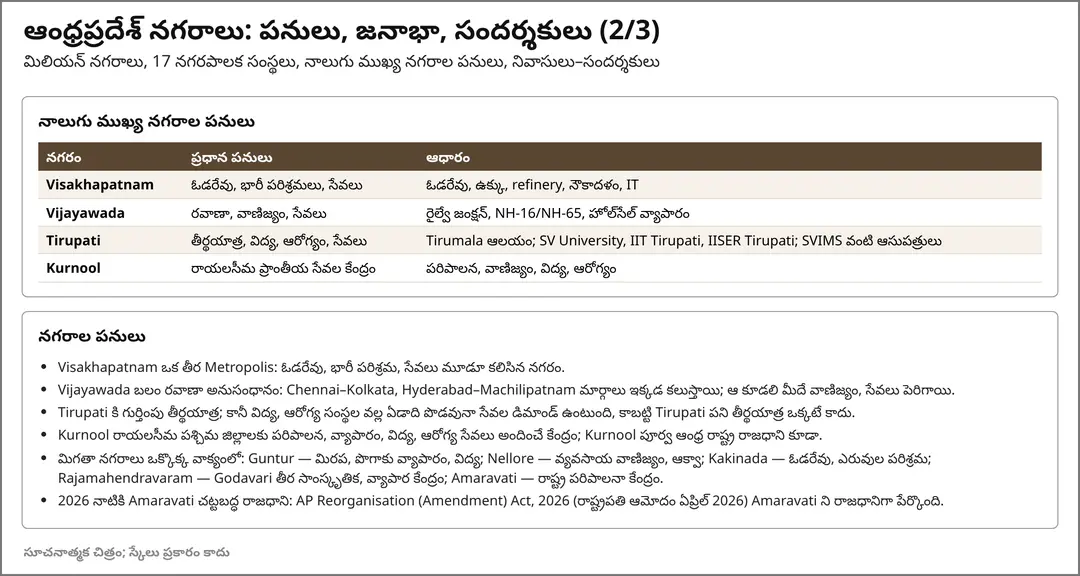 ఆంధ్రప్రదేశ్ నగరాలు: పనులు, జనాభా, సందర్శకులు (2/3)
మిలియన్ నగరాలు, 17 నగరపాలక సంస్థలు, నాలుగు ముఖ్య నగరాల పనులు, నివాసులు–సందర్శకులు
నాలుగు ముఖ్య నగరాల పనులు
నగరం ప్రధాన పనులు ఆధారం
Visakhapatnam ఓడరేవు, భారీ పరిశ్రమలు, సేవలు ఓడరేవు, ఉక్కు, refinery, నౌకాదళం, IT
Vijayawada రవాణా, వాణిజ్యం, సేవలు రైల్వే జంక్షన్, NH-16/NH-65, హోల్‌సేల్ వ్యాపారం
Tirupati తీర్థయాత్ర, విద్య, ఆరోగ్యం, సేవలు Tirumala ఆలయం; SV University, IIT Tirupati, IISER Tirupati; SVIMS వంటి ఆసుపత్రులు
Kurnool రాయలసీమ ప్రాంతీయ సేవల కేంద్రం పరిపాలన, వాణిజ్యం, విద్య, ఆరోగ్యం
నగరాల పనులు
• Visakhapatnam ఒక తీర Metropolis: ఓడరేవు, భారీ పరిశ్రమ, సేవలు మూడూ కలిసిన నగరం.
• Vijayawada బలం రవాణా అనుసంధానం: Chennai–Kolkata, Hyderabad–Machilipatnam మార్గాలు ఇక్కడ కలుస్తాయి; ఆ కూడలి మీదే వాణిజ్యం, సేవలు పెరిగాయి.
• Tirupati కి గుర్తింపు తీర్థయాత్ర; కానీ విద్య, ఆరోగ్య సంస్థల వల్ల ఏడాది పొడవునా సేవల డిమాండ్ ఉంటుంది, కాబట్టి Tirupati పని తీర్థయాత్ర ఒక్కటే కాదు.
• Kurnool రాయలసీమ పశ్చిమ జిల్లాలకు పరిపాలన, వ్యాపారం, విద్య, ఆరోగ్య సేవలు అందించే కేంద్రం; Kurnool పూర్వ ఆంధ్ర రాష్ట్ర రాజధాని కూడా.
• మిగతా నగరాలు ఒక్కొక్క వాక్యంలో: Guntur — మిరప, పొగాకు వ్యాపారం, విద్య; Nellore — వ్యవసాయ వాణిజ్యం, ఆక్వా; Kakinada — ఓడరేవు, ఎరువుల పరిశ్రమ;
Rajamahendravaram — Godavari తీర సాంస్కృతిక, వ్యాపార కేంద్రం; Amaravati — రాష్ట్ర పరిపాలనా కేంద్రం.
• 2026 నాటికి Amaravati చట్టబద్ధ రాజధాని: AP Reorganisation (Amendment) Act, 2026 (రాష్ట్రపతి ఆమోదం ఏప్రిల్ 2026) Amaravati ని రాజధానిగా పేర్కొంది.
సూచనాత్మక చిత్రం; స్కేలు ప్రకారం కాదు